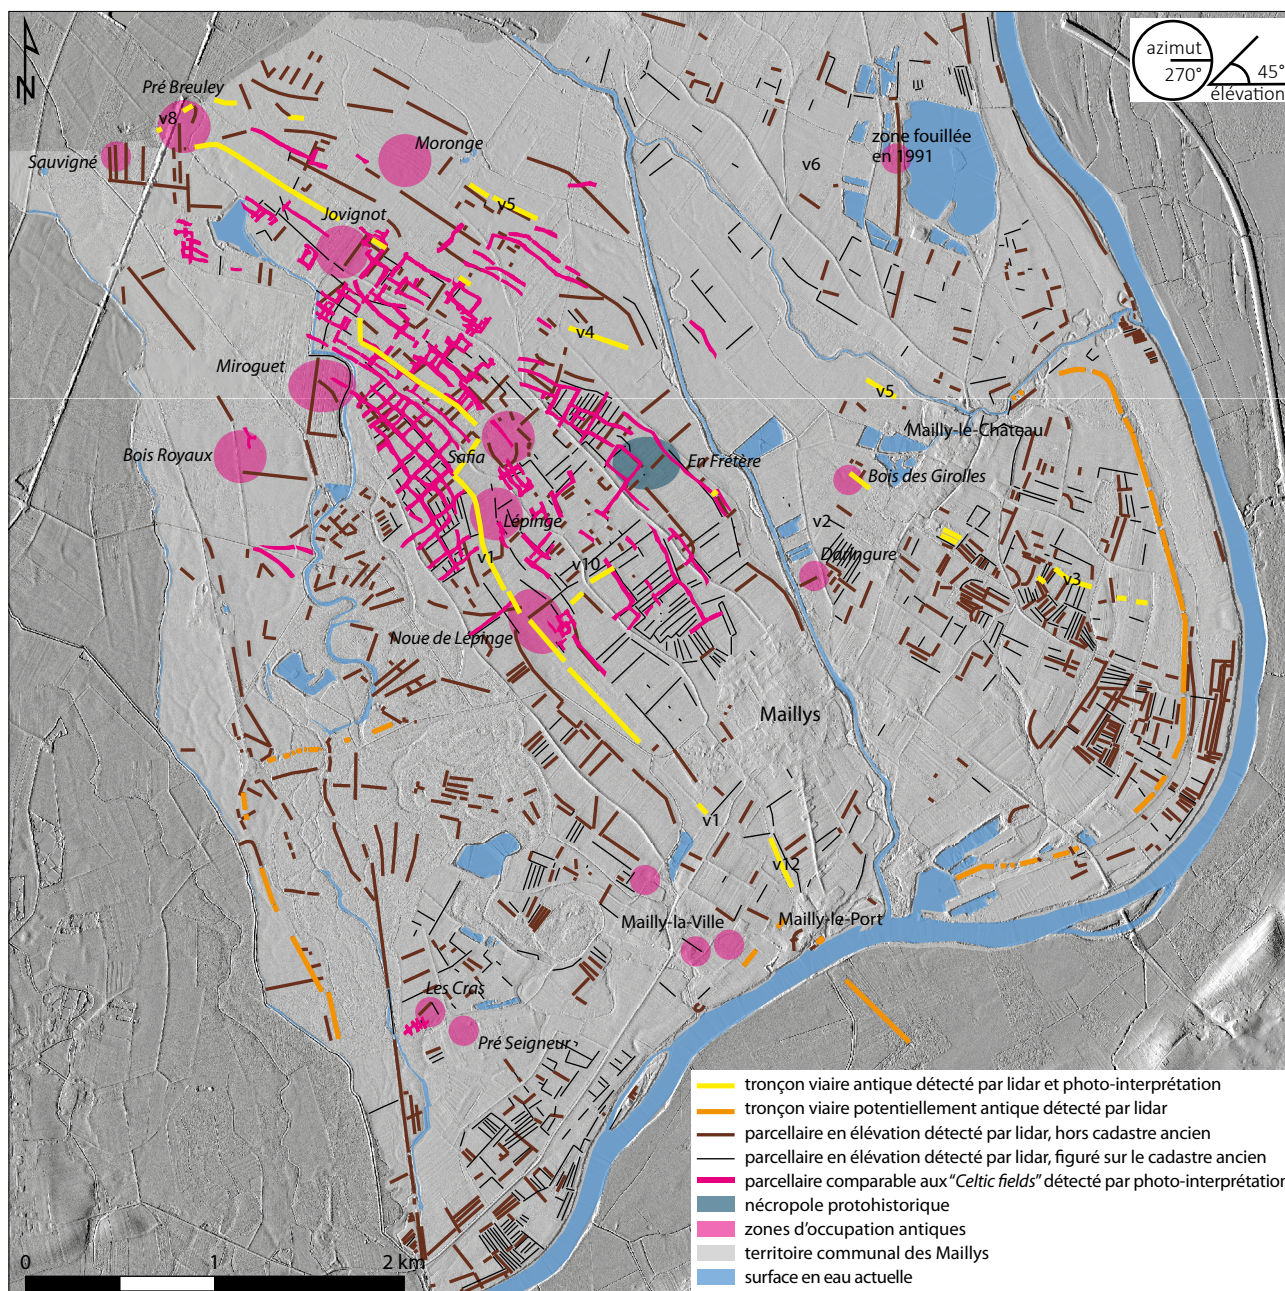 N
azimut
270°
45°
élévation
Pré Breuley
v8
Sauvigné
Moronge
zone fouillée
en 1991
v6
Jovignot
v5
v4
Miroguet
v5
Mailly-le-Château
Bois Royaux
Safia
En Frétère
Bois des Girolles
Lépinge
v2
v1
v10
Daringure
v3
Noue de Lépinge
Maillys
v1
v12
Mailly-la-Ville
Mailly-le-Port
Les Cras
Pré Seigneur
tronçon viaire antique détecté par lidar et photo-interprétation
tronçon viaire potentiellement antique détecté par lidar
parcellaire en élévation détecté par lidar, hors cadastre ancien
parcellaire en élévation détecté par lidar, figuré sur le cadastre ancien
parcellaire comparable aux “Celtic fields” détecté par photo-interprétation
nécropole protohistorique
zones d’occupation antiques
territoire communal des Maillys
surface en eau actuelle
0 1 2 km